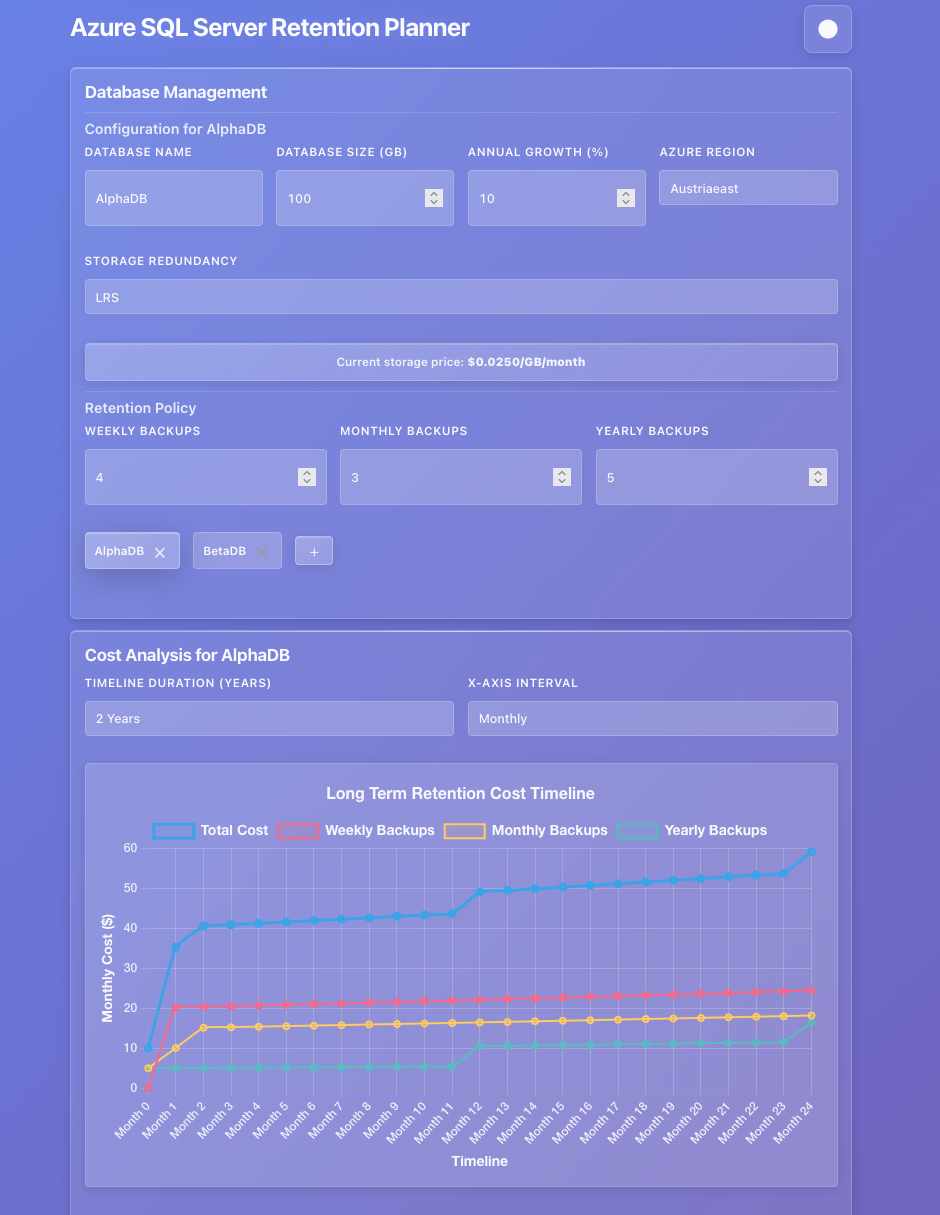 Azure SQL Server Retention Planner
Database Management
Configuration for AlphaDB
DATABASE NAME DATABASE SIZE (GB) ANNUAL GROWTH (%) AZURE REGION
AlphaDB 100 10 Austriaeast
STORAGE REDUNDANCY
LRS
Current storage price: $0.0250/GB/month
Retention Policy
WEEKLY BACKUPS MONTHLY BACKUPS YEARLY BACKUPS
4 3 5
AlphaDB × BetaDB × +
Cost Analysis for AlphaDB
TIMELINE DURATION (YEARS) X-AXIS INTERVAL
2 Years Monthly
Long Term Retention Cost Timeline
Total Cost Weekly Backups Monthly Backups Yearly Backups
60
50
40
30
20
10
0
Monthly Cost ($)
Month 0 Month 1 Month 2 Month 3 Month 4 Month 5 Month 6 Month 7 Month 8 Month 9 Month 10 Month 11 Month 12 Month 13 Month 14 Month 15 Month 16 Month 17 Month 18 Month 19 Month 20 Month 21 Month 22 Month 23 Month 24
Timeline